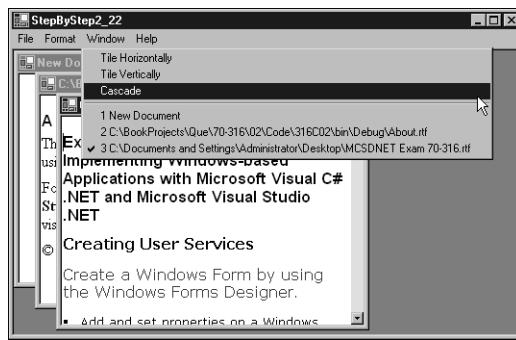 StepByStep2_22
File Format Window Help
Tile Horizontally
Tile Vertically
Cascade
1 New Document
2 C:\BookProjects\Que\70-316\02\Code\316C02\bin\Debug\About.rtf
✔ 3 C:\Documents and Settings\Administrator\Desktop\MCSDNET Exam 70-316.rtf
New Do
C:\B
A
Th
usi
Fo
St
vis
©
Ex
Implementing Windows-based
Applications with Microsoft Visual C#
.NET and Microsoft Visual Studio
.NET
Creating User Services
Create a Windows Form by using
the Windows Forms Designer.
▪ Add and set properties on a Windows